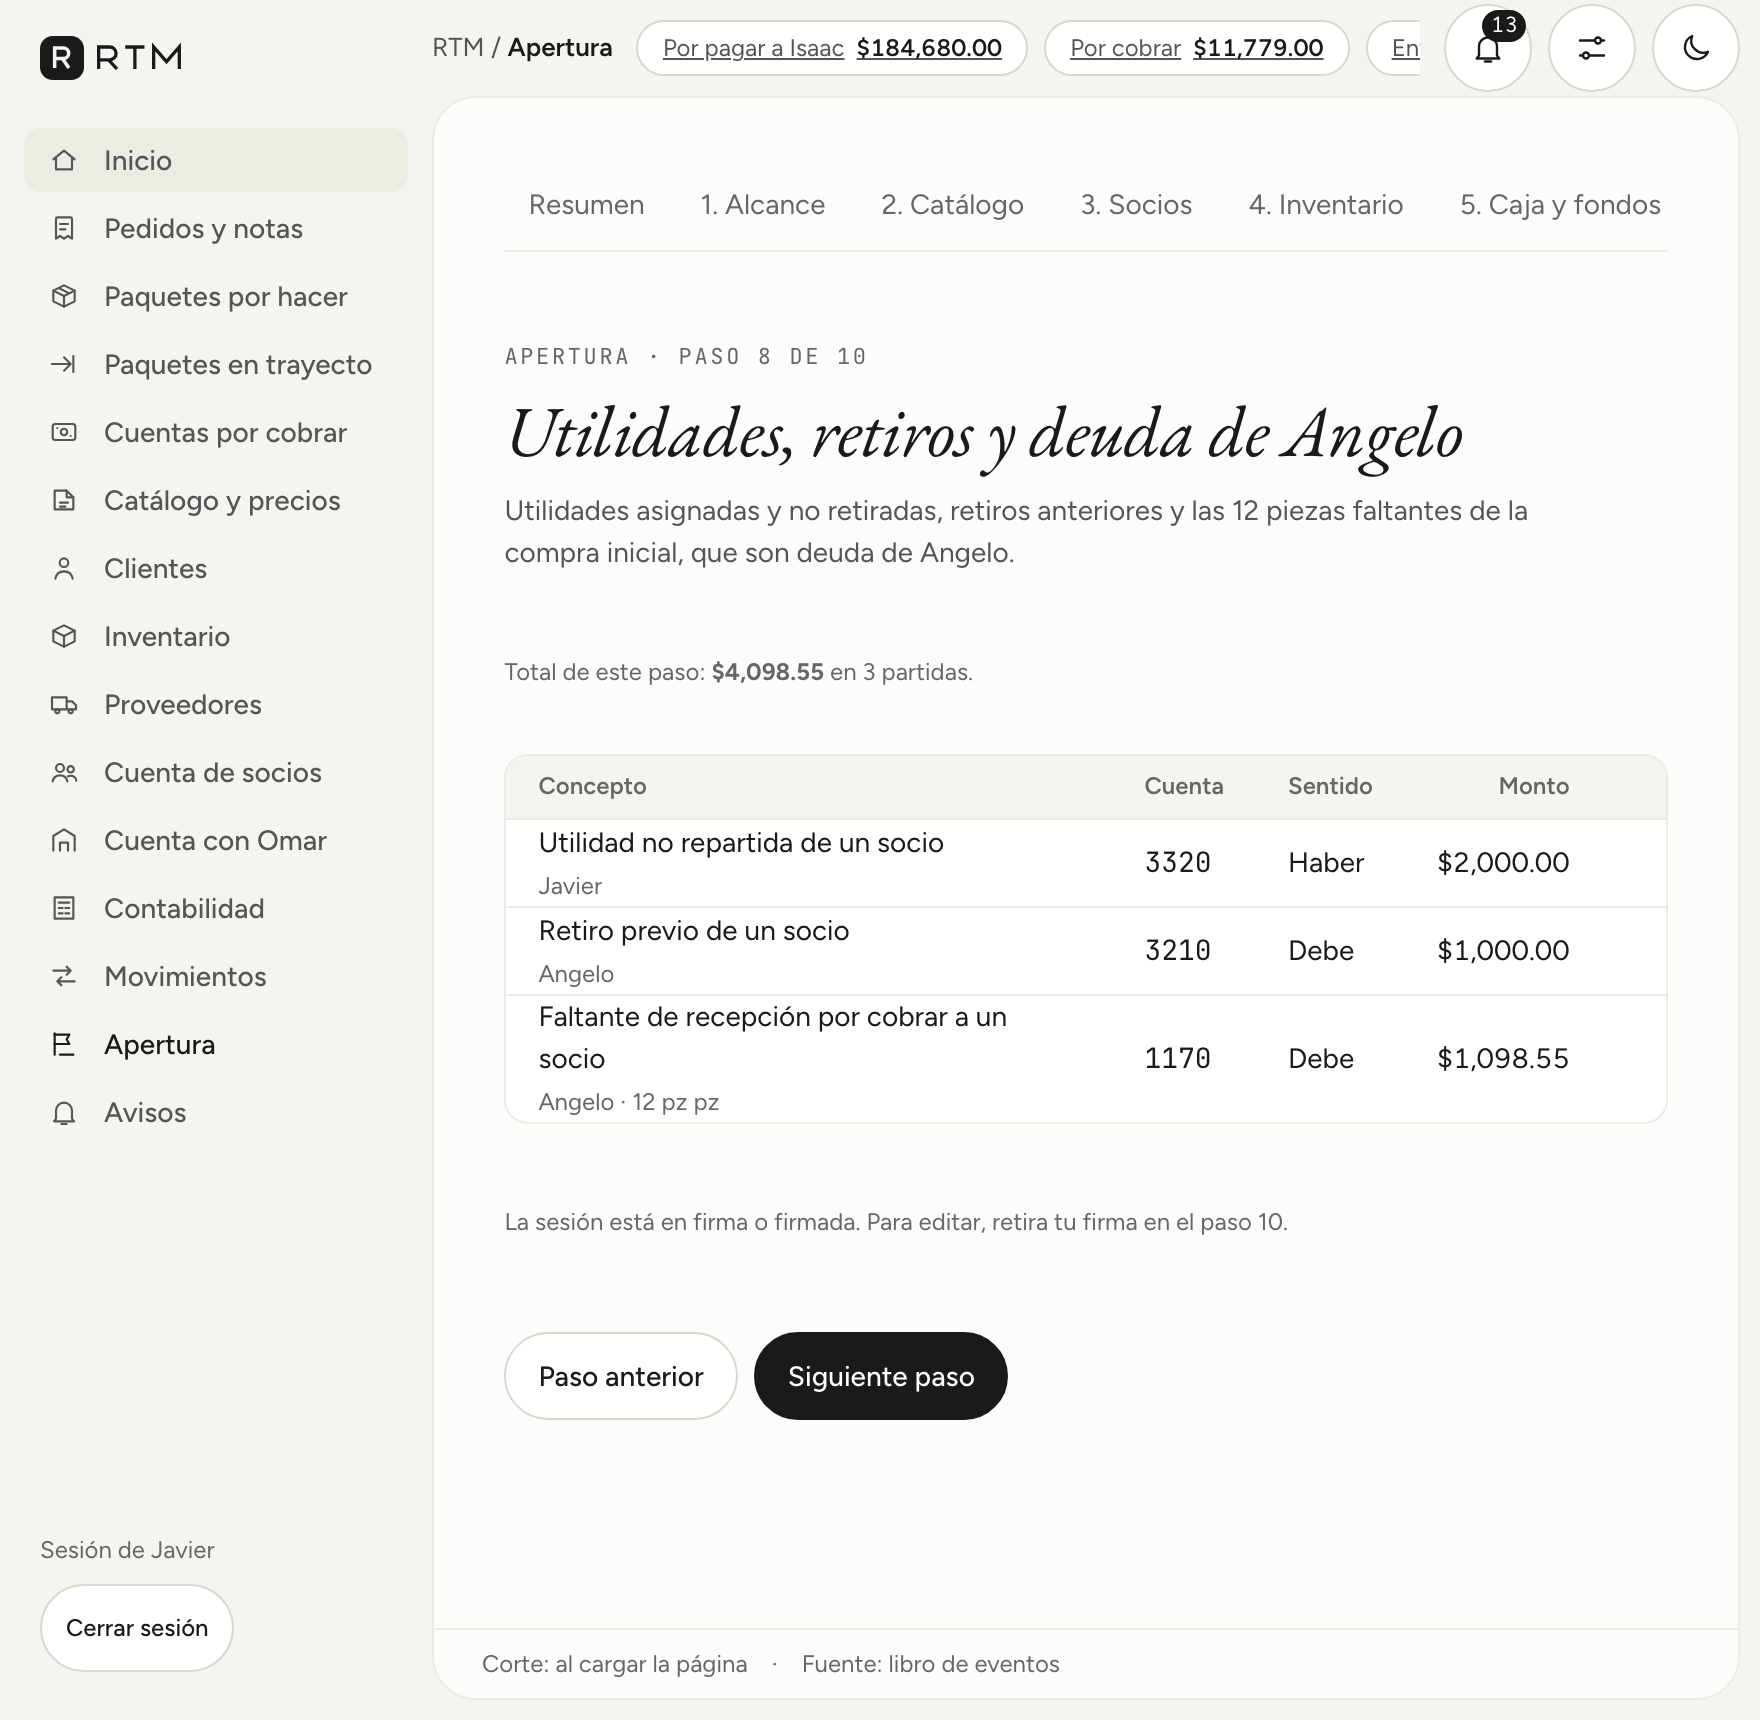 R RTM
RTM / Apertura
Por pagar a Isaac $184,680.00
Por cobrar $11,779.00
En
13
Inicio
Pedidos y notas
Paquetes por hacer
Paquetes en trayecto
Cuentas por cobrar
Catálogo y precios
Clientes
Inventario
Proveedores
Cuenta de socios
Cuenta con Omar
Contabilidad
Movimientos
Apertura
Avisos
Sesión de Javier
Cerrar sesión
Resumen 1. Alcance 2. Catálogo 3. Socios 4. Inventario 5. Caja y fondos
APERTURA · PASO 8 DE 10
Utilidades, retiros y deuda de Angelo
Utilidades asignadas y no retiradas, retiros anteriores y las 12 piezas faltantes de la
compra inicial, que son deuda de Angelo.
Total de este paso: $4,098.55 en 3 partidas.
Concepto Cuenta Sentido Monto
Utilidad no repartida de un socio
Javier
3320 Haber $2,000.00
Retiro previo de un socio
Angelo
3210 Debe $1,000.00
Faltante de recepción por cobrar a un
socio
Angelo · 12 pz pz
1170 Debe $1,098.55
La sesión está en firma o firmada. Para editar, retira tu firma en el paso 10.
Paso anterior
Siguiente paso
Corte: al cargar la página · Fuente: libro de eventos